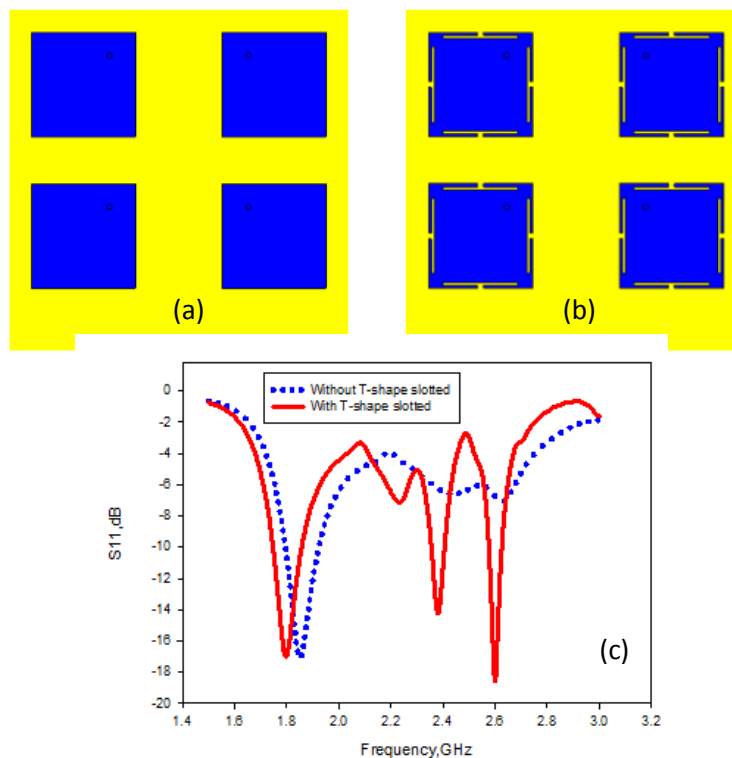 (a)
(b)
Without T-shape slotted
With T-shape slotted
S11,dB
0
-2
-4
-6
-8
-10
-12
-14
-16
-18
-20
(c)
1.4 1.6 1.8 2.0 2.2 2.4 2.6 2.8 3.0 3.2
Frequency,GHz